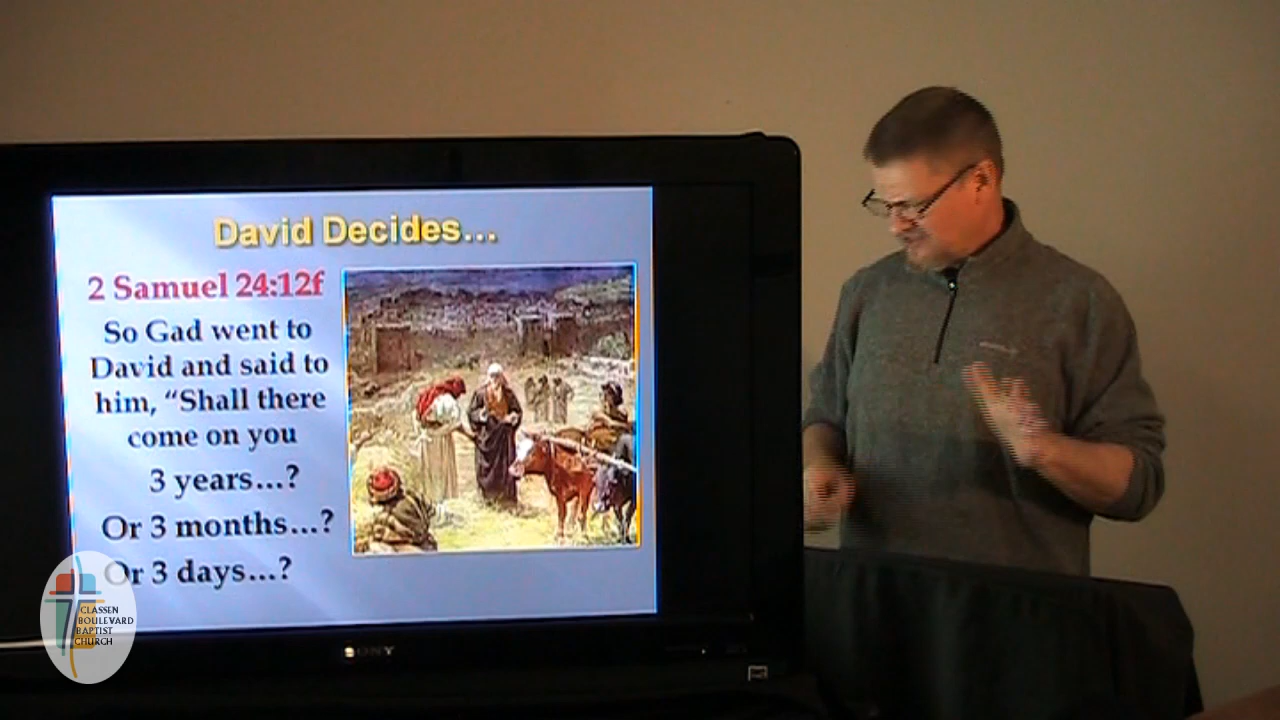 David Decides...
2 Samuel 24:12f
So Gad went to
David and said to
him, “Shall there
come on you
3 years...?
Or 3 months...?
Or 3 days...?
CLASSEN
BOULEVARD
BAPTIST
CHURCH
SONY